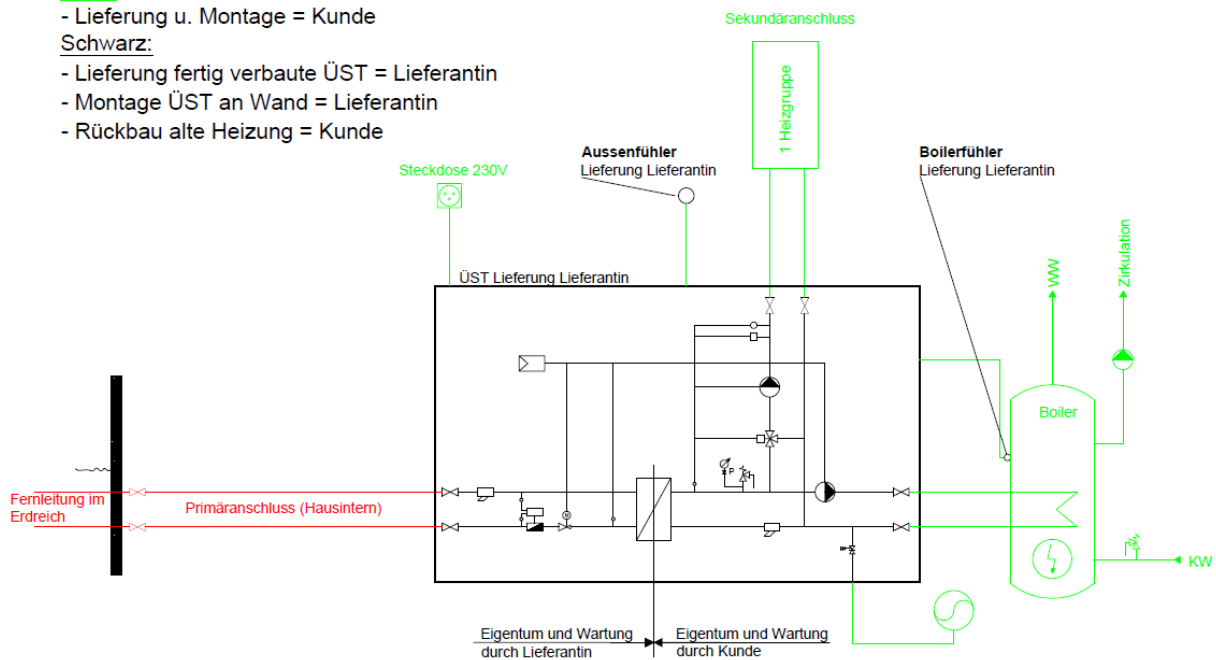 - Lieferung u. Montage = Kunde
Schwarz:
- Lieferung fertig verbaute ÜST = Lieferantin
- Montage ÜST an Wand = Lieferantin
- Rückbau alte Heizung = Kunde
Sekundäranschluss
1 Heizgruppe
Steckdose 230V
Aussenfühler
Lieferung Lieferantin
Boilerfühler
Lieferung Lieferantin
ÜST Lieferung Lieferantin
WW
Zirkulation
Boiler
Fernleitung im
Erdreich
Primäranschluss (Hausintern)
P
M
KW
Eigentum und Wartung
durch Lieferantin
Eigentum und Wartung
durch Kunde